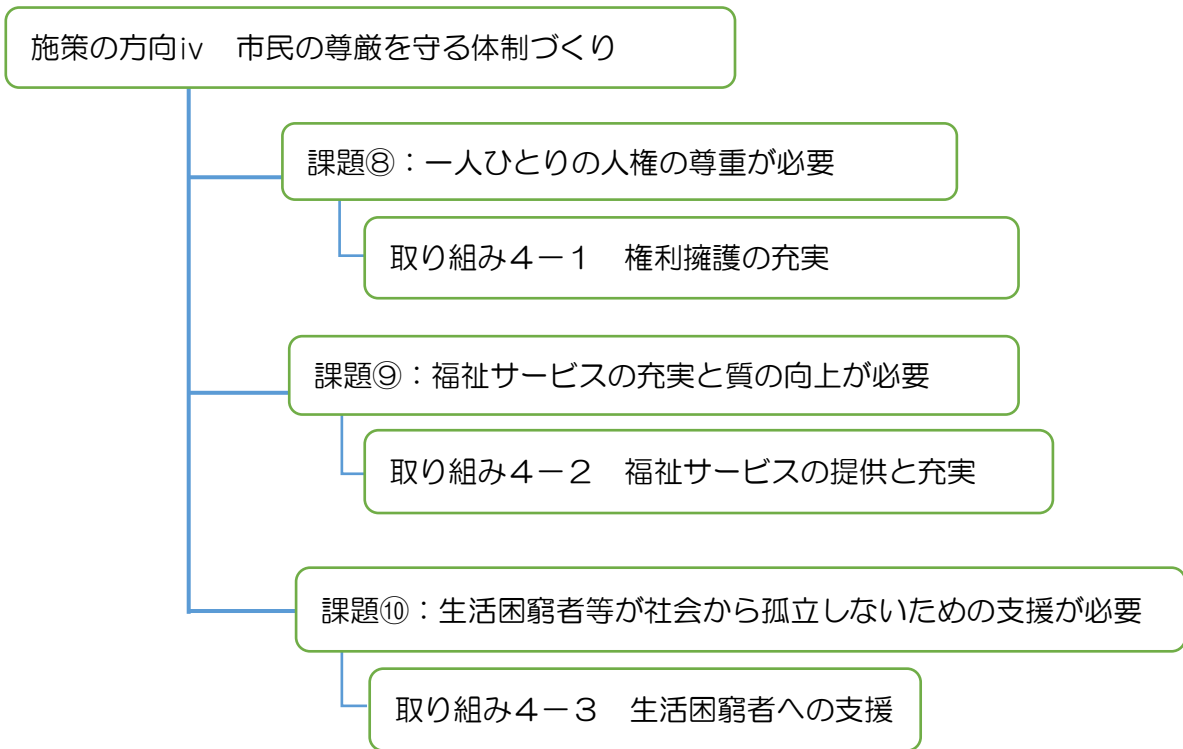 施策の方向ⅳ　市民の尊厳を守る体制づくり
課題⑧：一人ひとりの人権の尊重が必要
取り組み４－１　権利擁護の充実
課題⑨：福祉サービスの充実と質の向上が必要
取り組み４－２　福祉サービスの提供と充実
課題⑩：生活困窮者等が社会から孤立しないための支援が必要
取り組み４－３　生活困窮者への支援